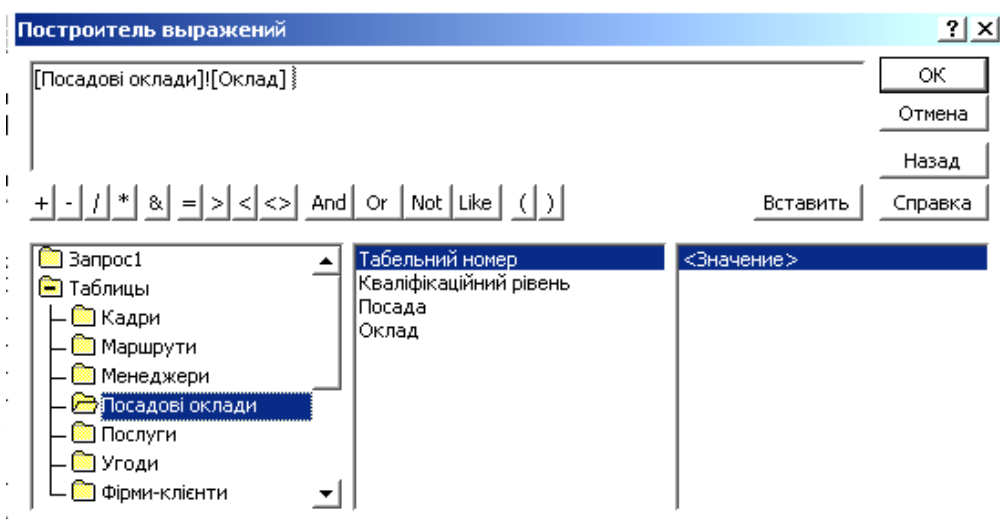 Построитель выражений ? ×
[Посадові оклади]![Оклад]
ОК
Отмена
Назад
+ - / * & = > < <> And Or Not Like ( ) Вставить Справка
Запрос1
Таблицы
Кадри
Маршрути
Менеджери
Посадові оклади
Послуги
Угоди
Фірми-клієнти
Табельний номер
Кваліфікаційний рівень
Посада
Оклад
<Значение>